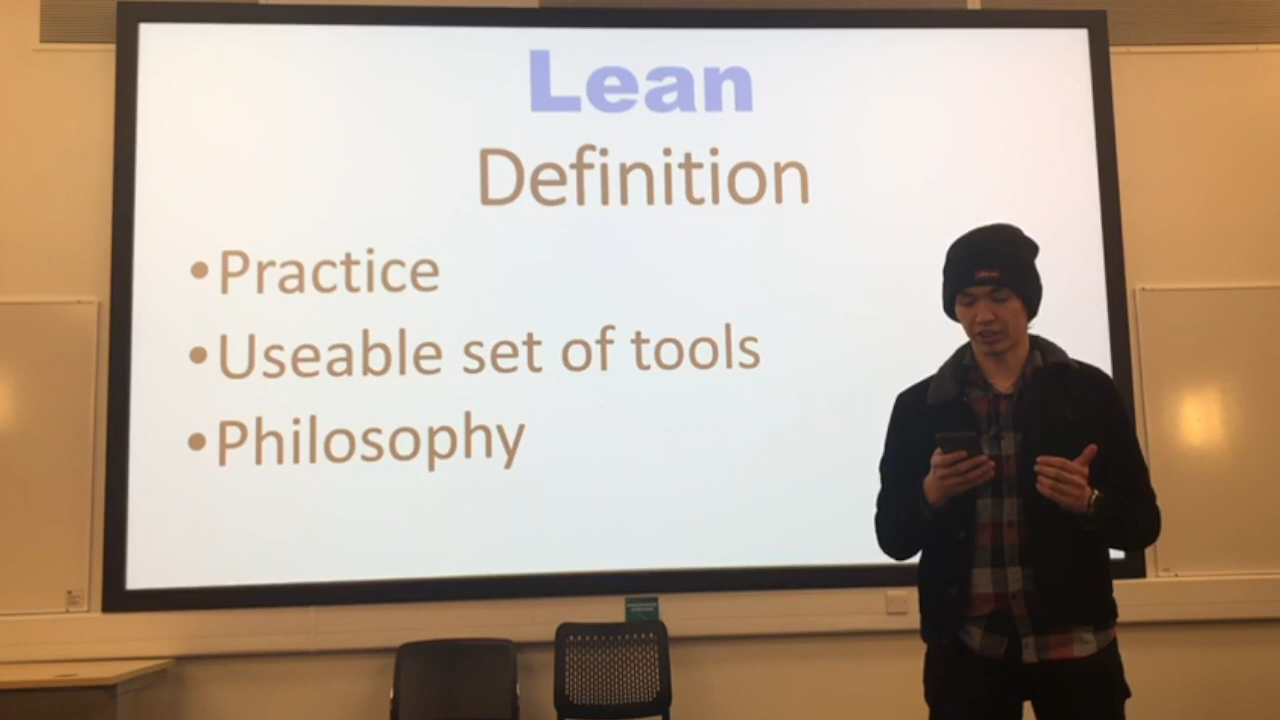 Lean
Definition
•Practice
•Useable set of tools
•Philosophy